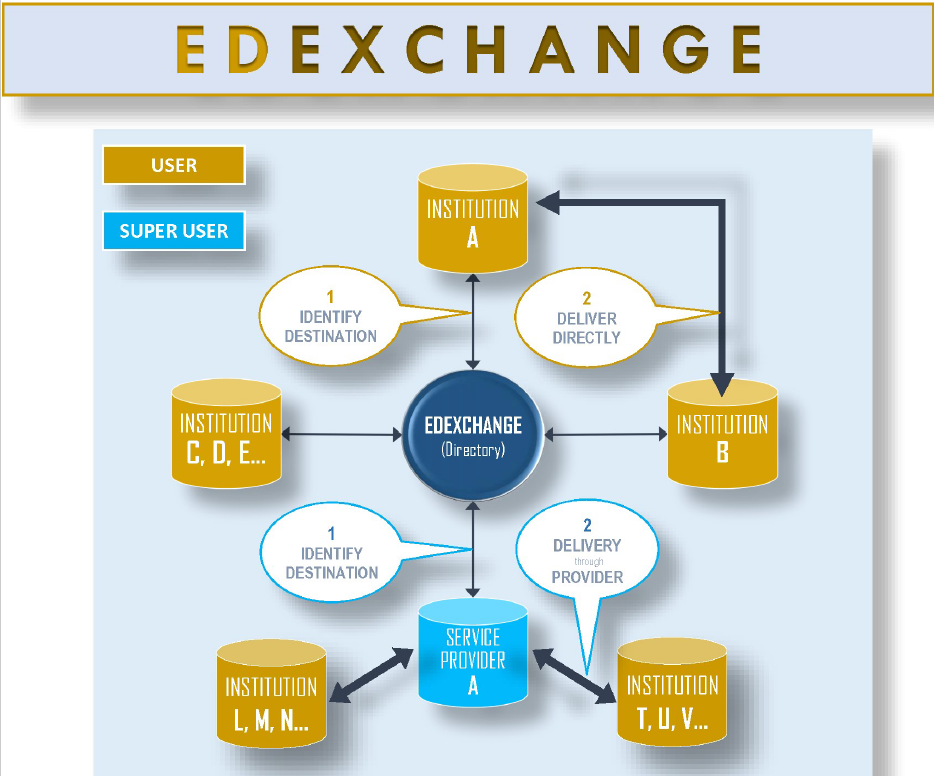 EDEXCHANGE
USER
SUPER USER
INSTITUTION
A
1
IDENTIFY
DESTINATION
2
DELIVER
DIRECTLY
INSTITUTION
C, D, E...
EDEXCHANGE
(Directory)
INSTITUTION
B
1
IDENTIFY
DESTINATION
2
DELIVERY
through
PROVIDER
SERVICE
PROVIDER
A
INSTITUTION
L, M, N...
INSTITUTION
T, U, V...